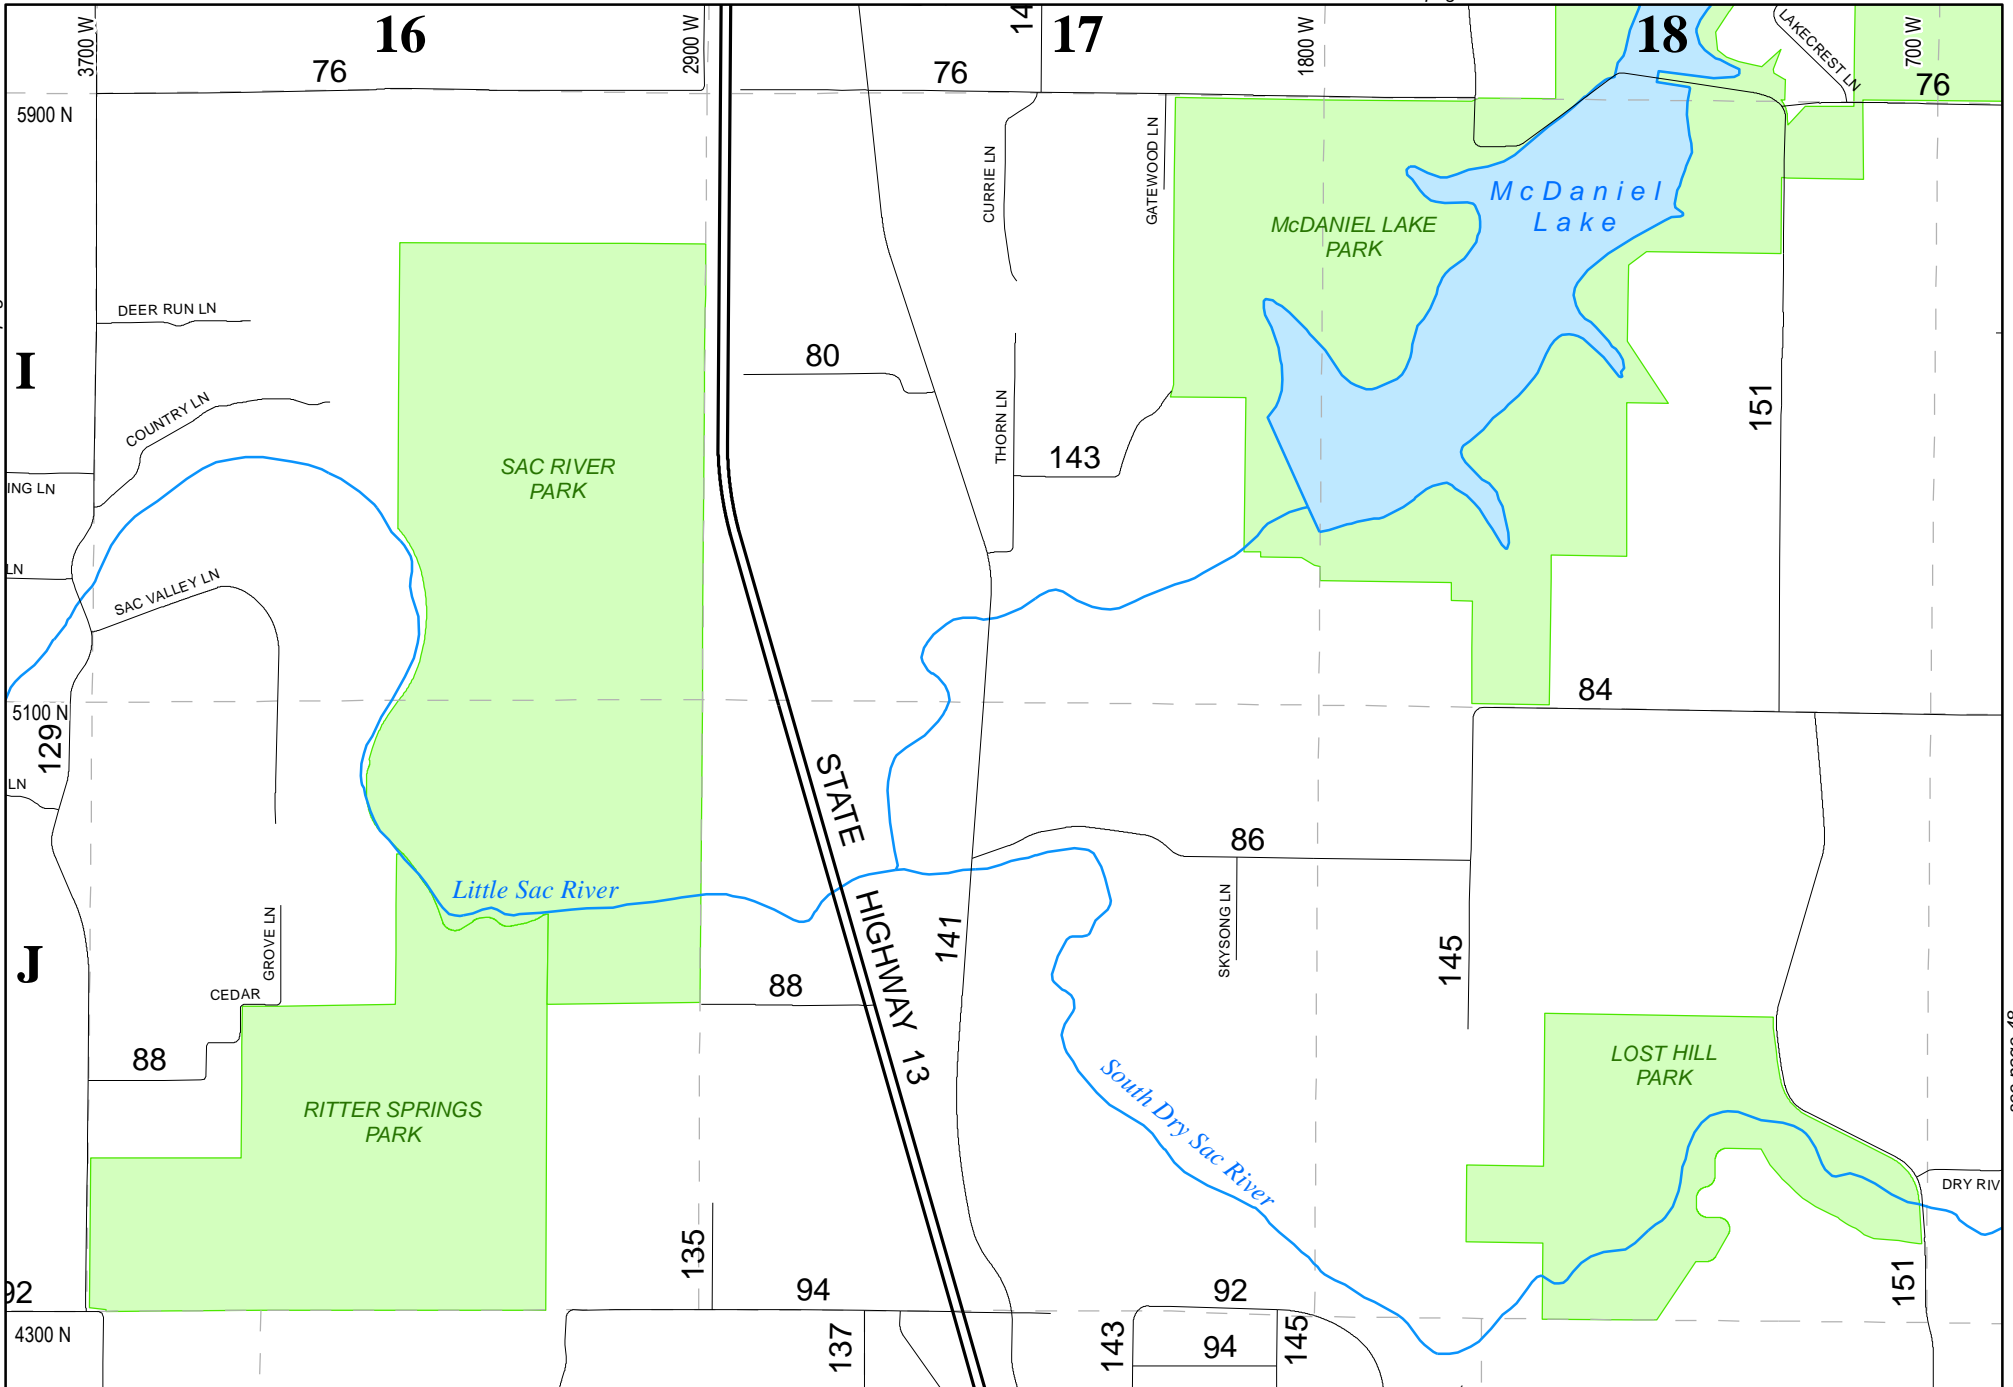 3700 W
16
2900 W
14
17
1800 W
18
LAKECREST LN
700 W
76
76
76
5900 N
CURRIE LN
GATEWOOD LN
McDaniel
Lake
McDANIEL LAKE
PARK
DEER RUN LN
I
80
COUNTRY LN
THORN LN
151
143
SAC RIVER
PARK
ING LN
LN
SAC VALLEY LN
84
5100 N
129
LN
STATE HIGHWAY 13
86
Little Sac River
SKYSONG LN
141
145
GROVE LN
J
CEDAR
88
88
LOST HILL
PARK
South Dry Sac River
RITTER SPRINGS
PARK
DRY RIV
135
151
92
94
92
4300 N
137
143
94
145